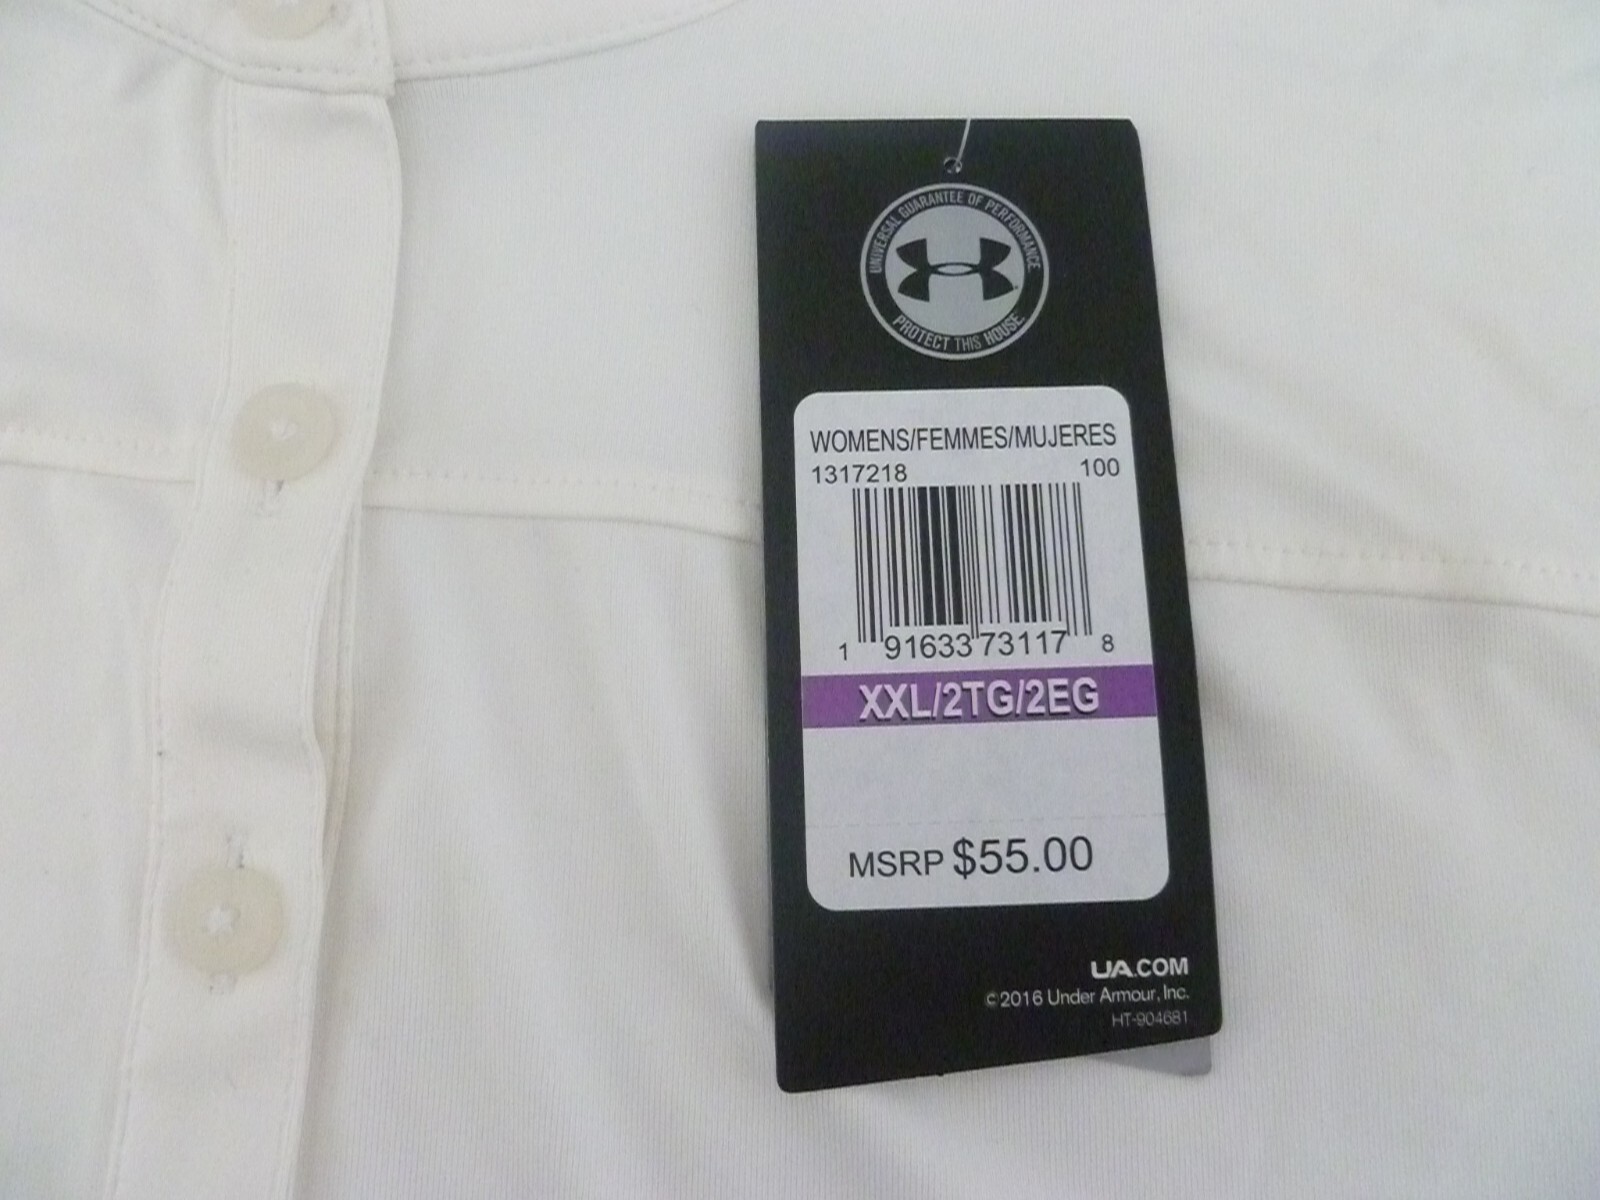 UNIVERSAL GUARANTEE OF PERFORMANCE.
PROTECT THIS HOUSE.
WOMENS/FEMMES/MUJERES
1317218 100
1 91633 73117 8
XXL/2TG/2EG
MSRP $55.00
UA.COM
©2016 Under Armour, Inc.
HT-904681